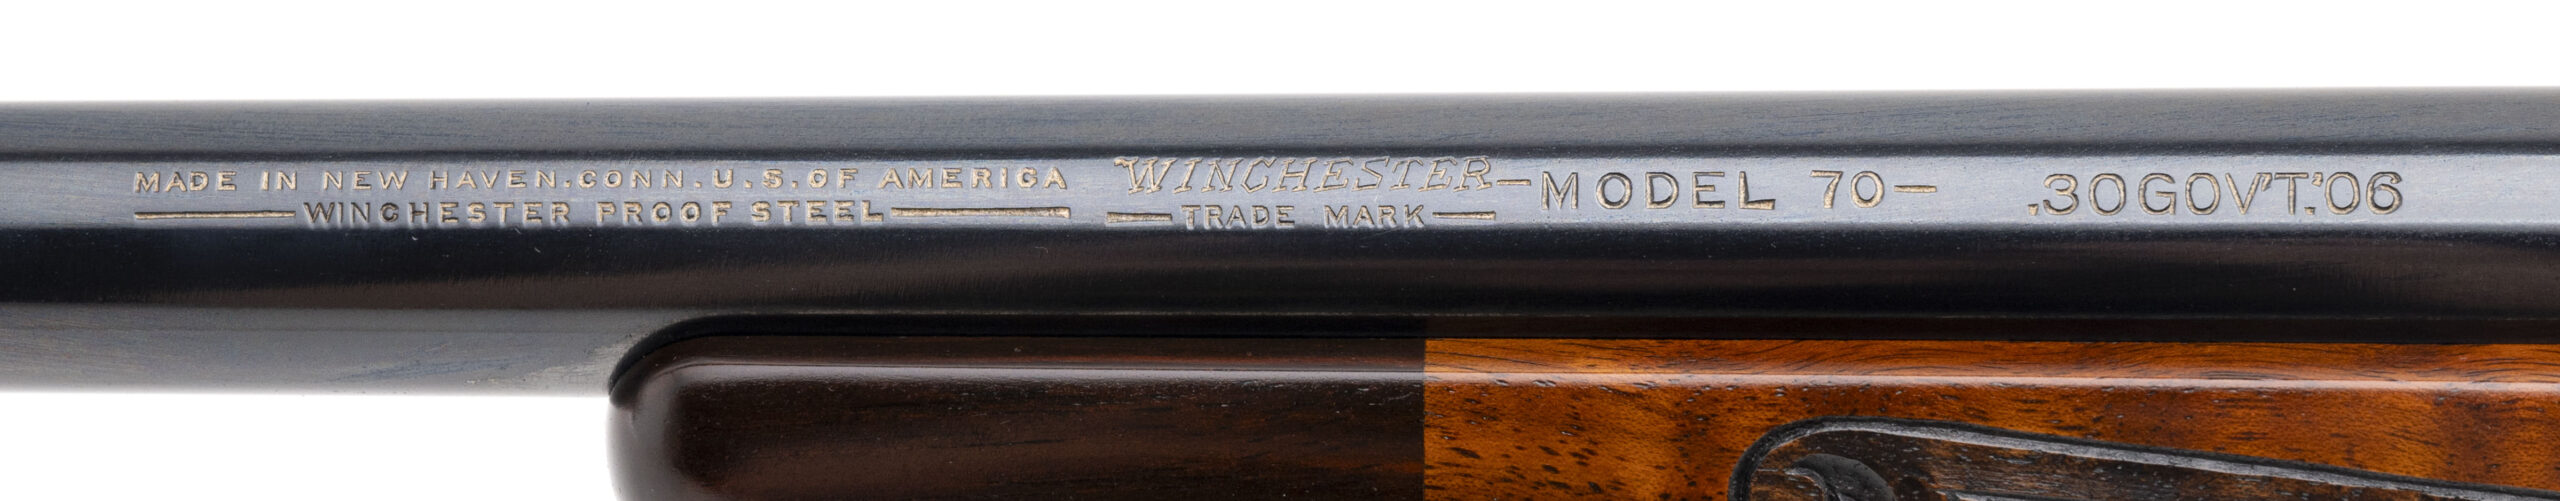 MADE IN NEW HAVEN. CONN. U.S. OF AMERICA
WINCHESTER PROOF STEEL
WINCHESTER
TRADE MARK
—MODEL 70— .30 GOV'T.'06